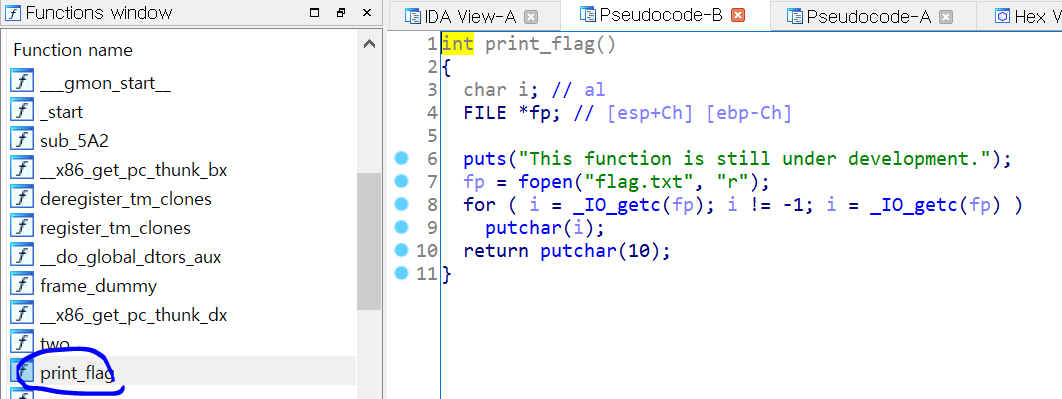 Functions window
IDA View-A
Pseudocode-B
Pseudocode-A
Hex V
Function name
f ___gmon_start__
f _start
f sub_5A2
f __x86_get_pc_thunk_bx
f deregister_tm_clones
f register_tm_clones
f __do_global_dtors_aux
f frame_dummy
f __x86_get_pc_thunk_dx
f two
f print_flag
1 int print_flag()
2 {
3 char i; // al
4 FILE *fp; // [esp+Ch] [ebp-Ch]
5
6 puts("This function is still under development.");
7 fp = fopen("flag.txt", "r");
8 for ( i = _IO_getc(fp); i != -1; i = _IO_getc(fp) )
9 putchar(i);
10 return putchar(10);
11 }